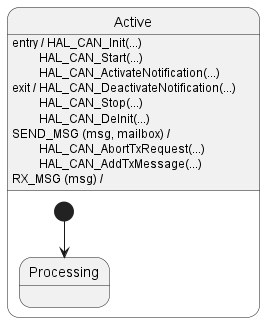 Active
entry / HAL_CAN_Init(...)
HAL_CAN_Start(...)
HAL_CAN_ActivateNotification(...)
exit / HAL_CAN_DeactivateNotification(...)
HAL_CAN_Stop(...)
HAL_CAN_DeInit(...)
SEND_MSG (msg, mailbox) /
HAL_CAN_AbortTxRequest(...)
HAL_CAN_AddTxMessage(...)
RX_MSG (msg) /
Processing